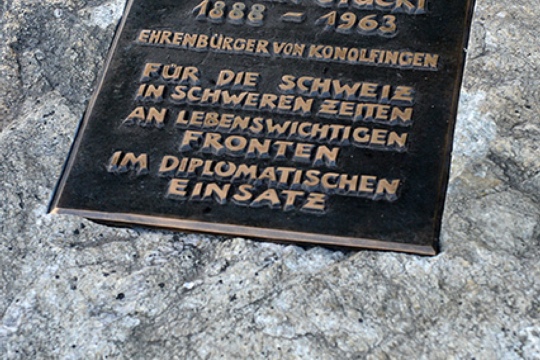 1888 – 1963
EHRENBÜRGER VON KONOLFINGEN
FÜR DIE SCHWEIZ
IN SCHWEREN ZEITEN
AN LEBENSWICHTIGEN
FRONTEN
IM DIPLOMATISCHEN
EINSATZ